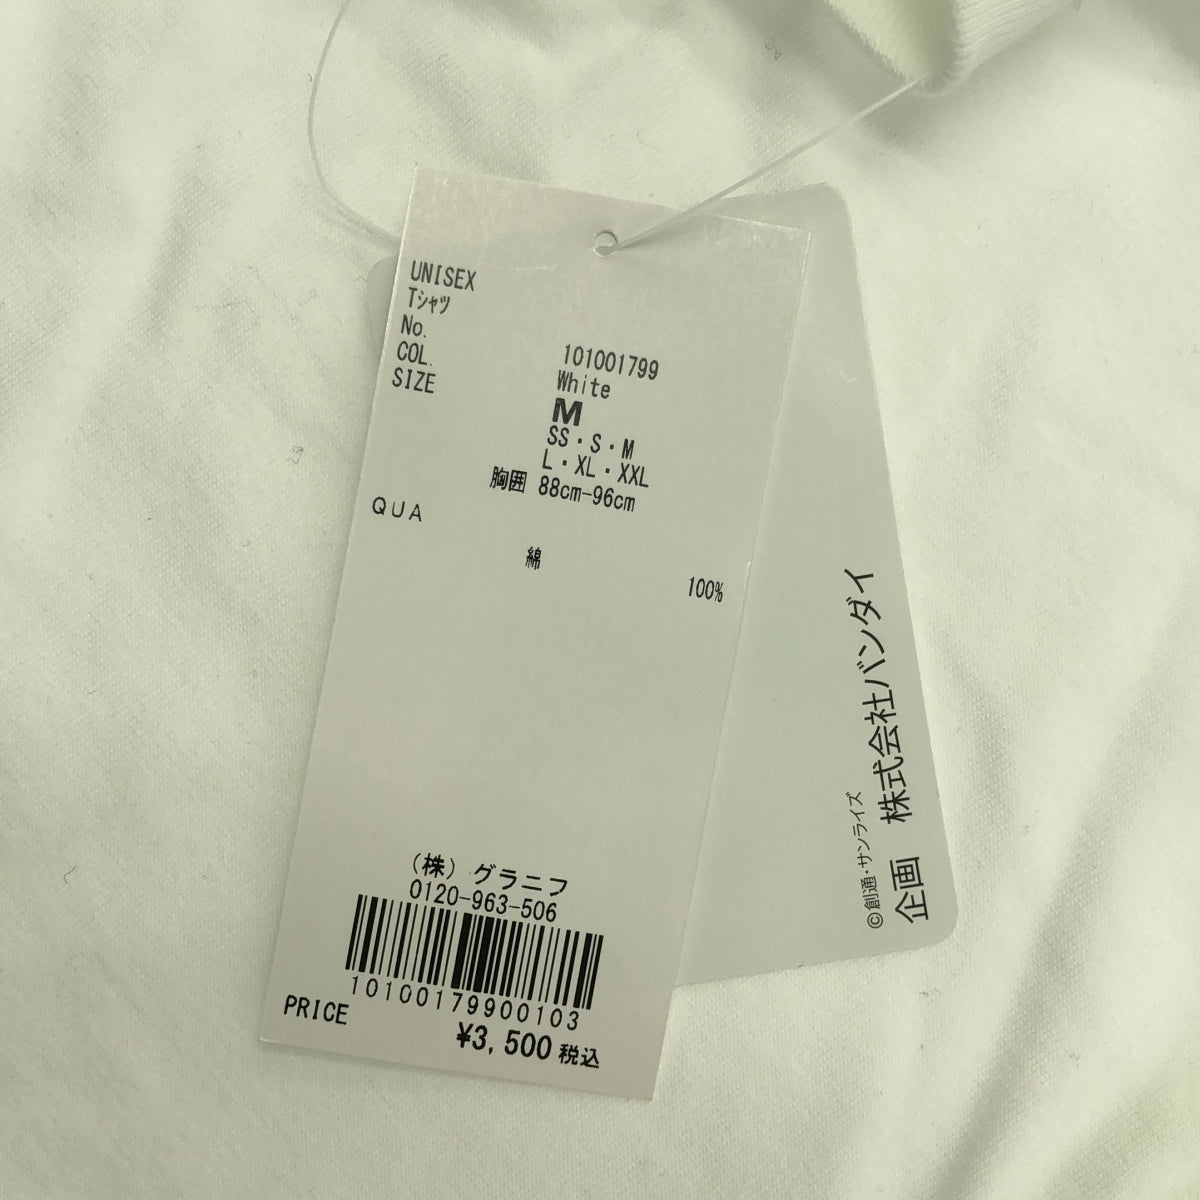 UNISEX
Tシャツ
No. 101001799
COL. White
SIZE M
SS・S・M
L・XL・XXL
胸囲 88cm-96cm
QUA
綿 100%
(株) グラニフ
0120-963-506
10100179900103
PRICE ¥3,500 税込
©創通・サンライズ
企画 株式会社バンダイ